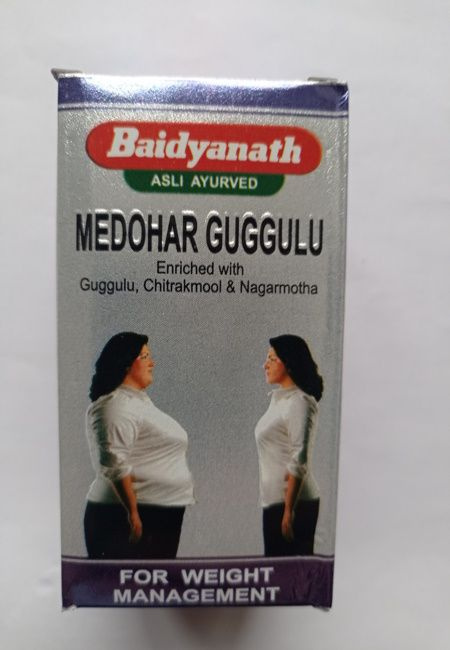 Baidyanath
ASLI AYURVED
MEDOHAR GUGGULU
Enriched with
Guggulu, Chitrakmool & Nagarmotha
FOR WEIGHT
MANAGEMENT